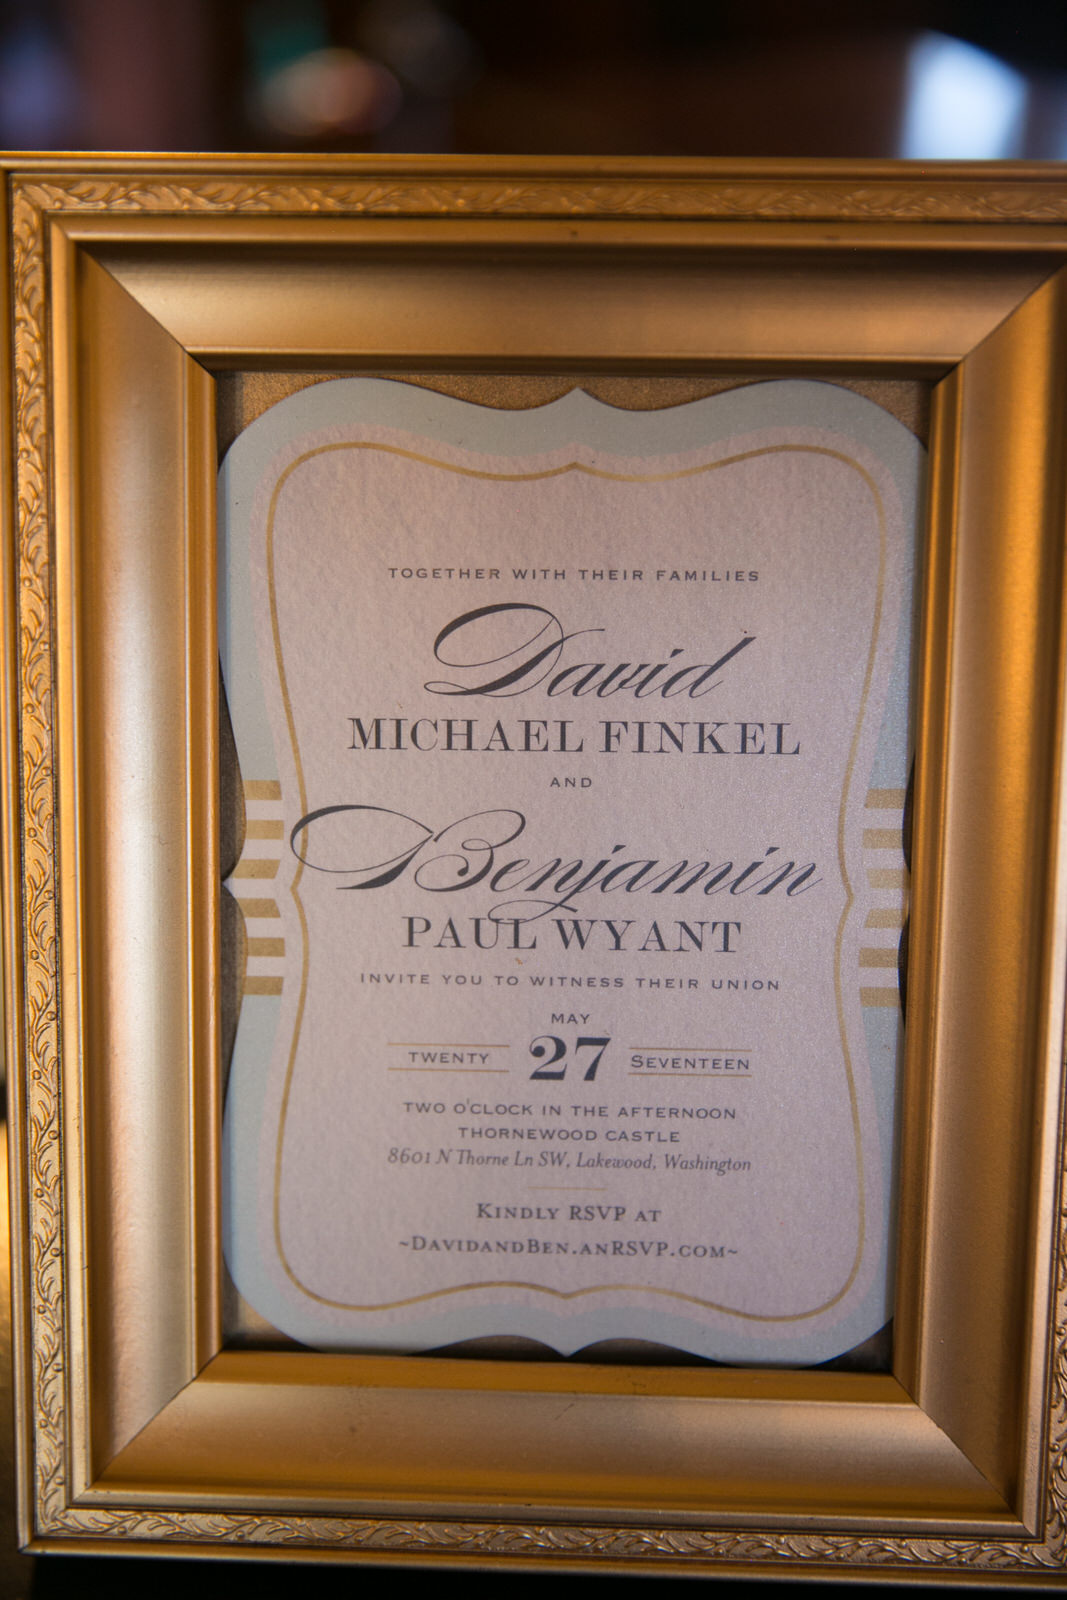 TOGETHER WITH THEIR FAMILIES
David
MICHAEL FINKEL
AND
Benjamin
PAUL WYANT
INVITE YOU TO WITNESS THEIR UNION
MAY
TWENTY 27 SEVENTEEN
TWO O'CLOCK IN THE AFTERNOON
THORNEWOOD CASTLE
8601 N Thorne Ln SW, Lakewood, Washington
KINDLY RSVP AT
~DAVIDANDBEN.ANRSVP.COM~